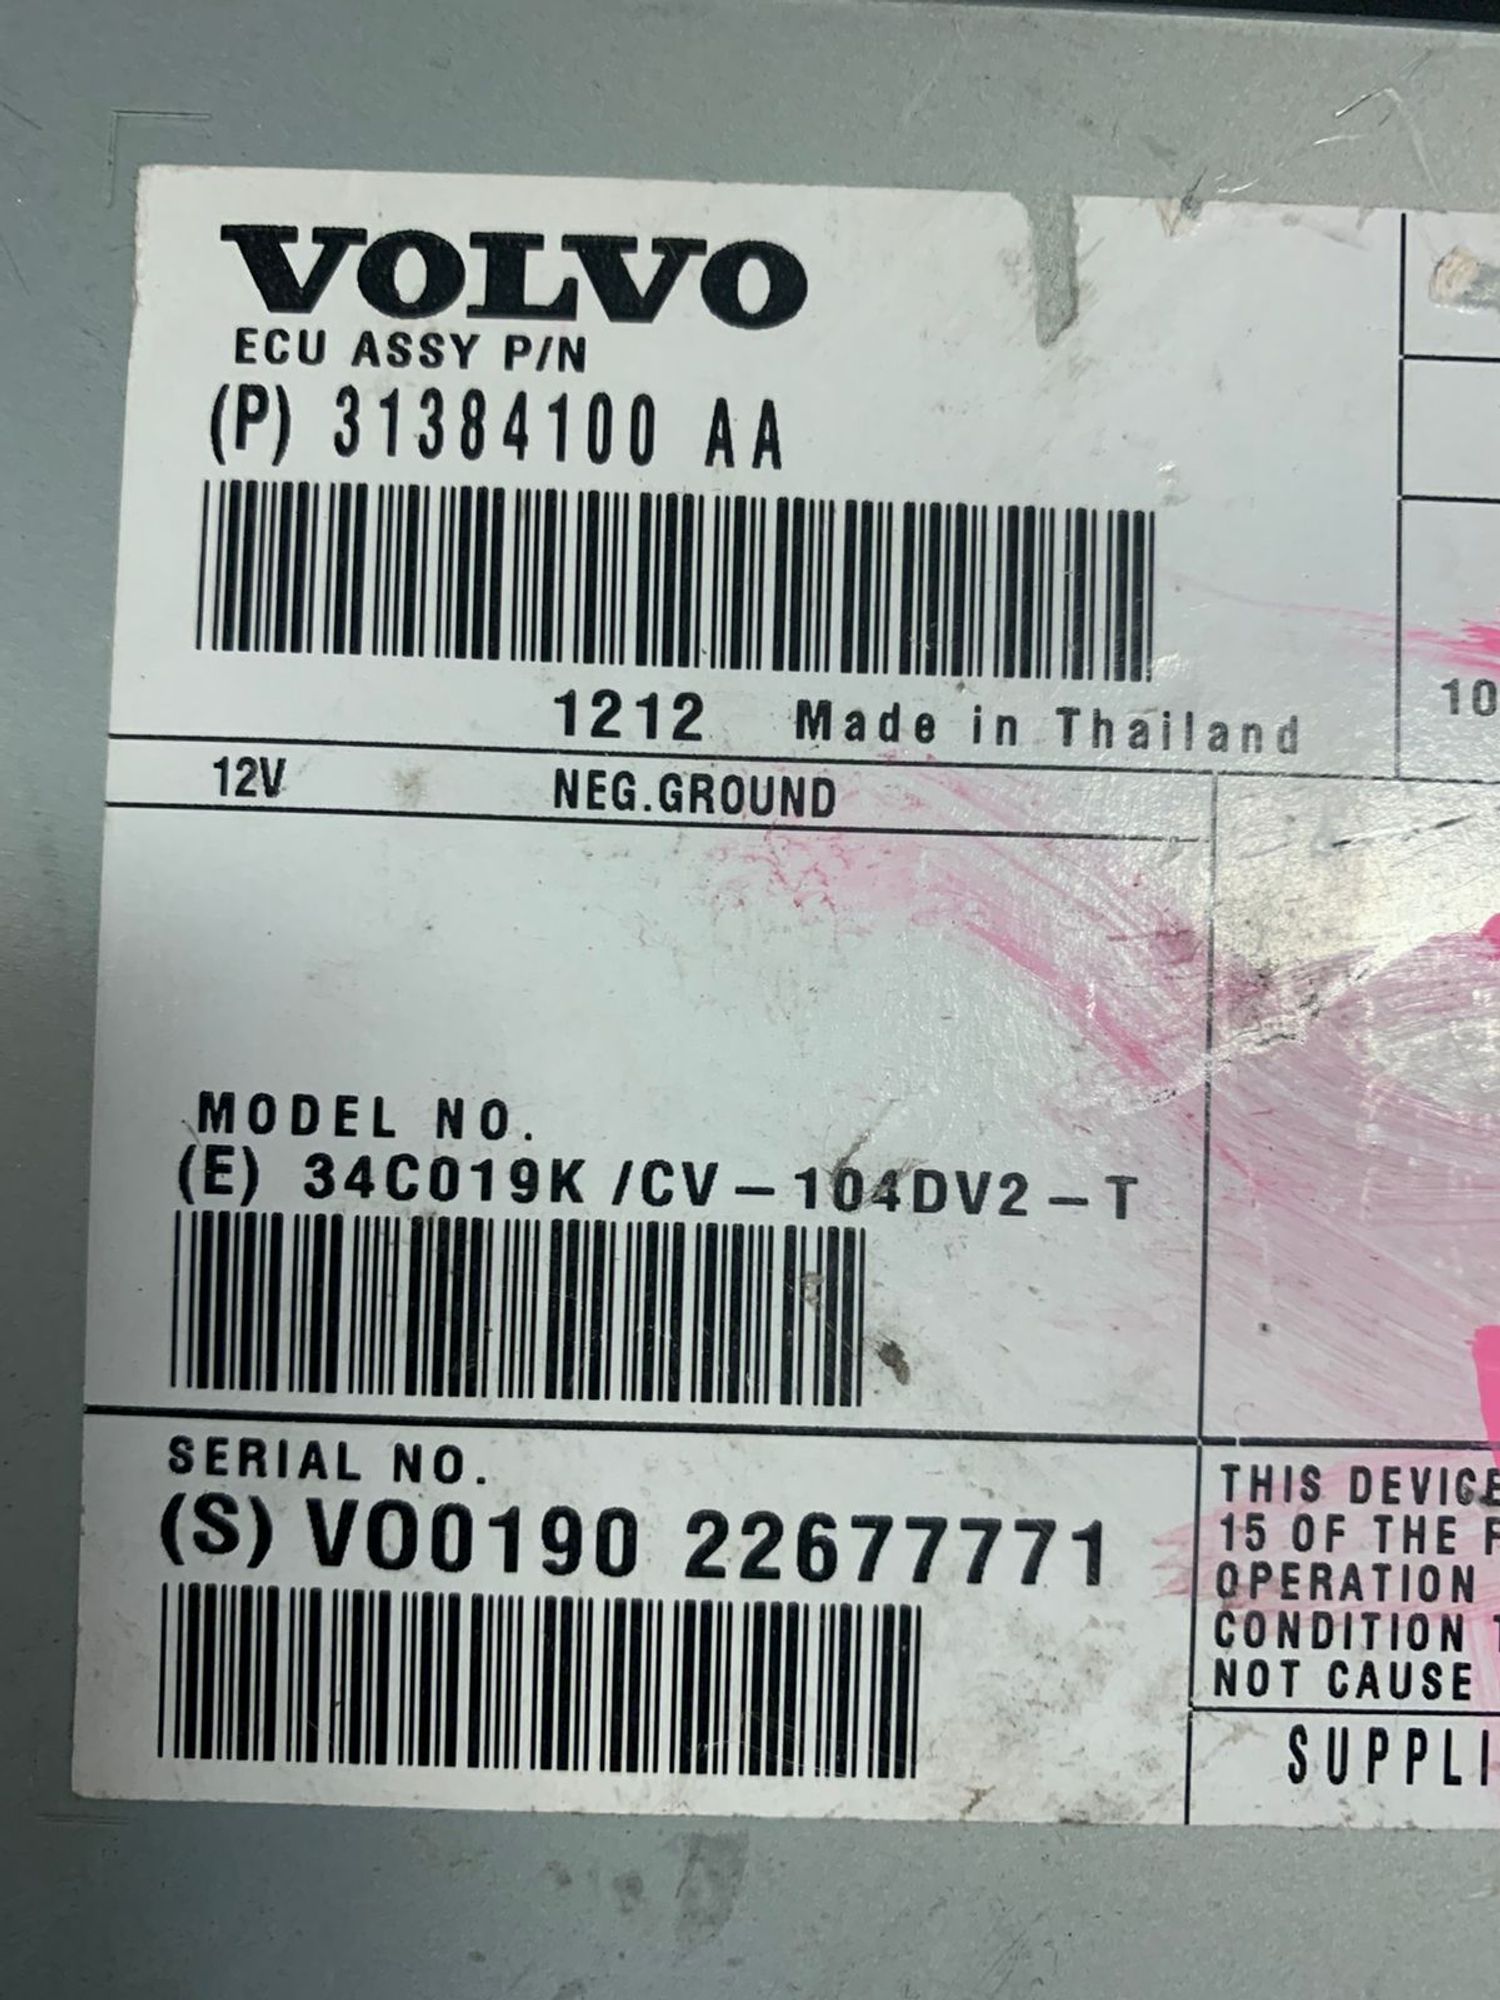 VOLVO
ECU ASSY P/N
(P) 31384100 AA
10
1212 Made in Thailand
12V NEG.GROUND
MODEL NO.
(E) 34C019K /CV-104DV2-T
SERIAL NO.
(S) VO0190 22677771
THIS DEVICE
15 OF THE F
OPERATION
CONDITION T
NOT CAUSE
SUPPLI